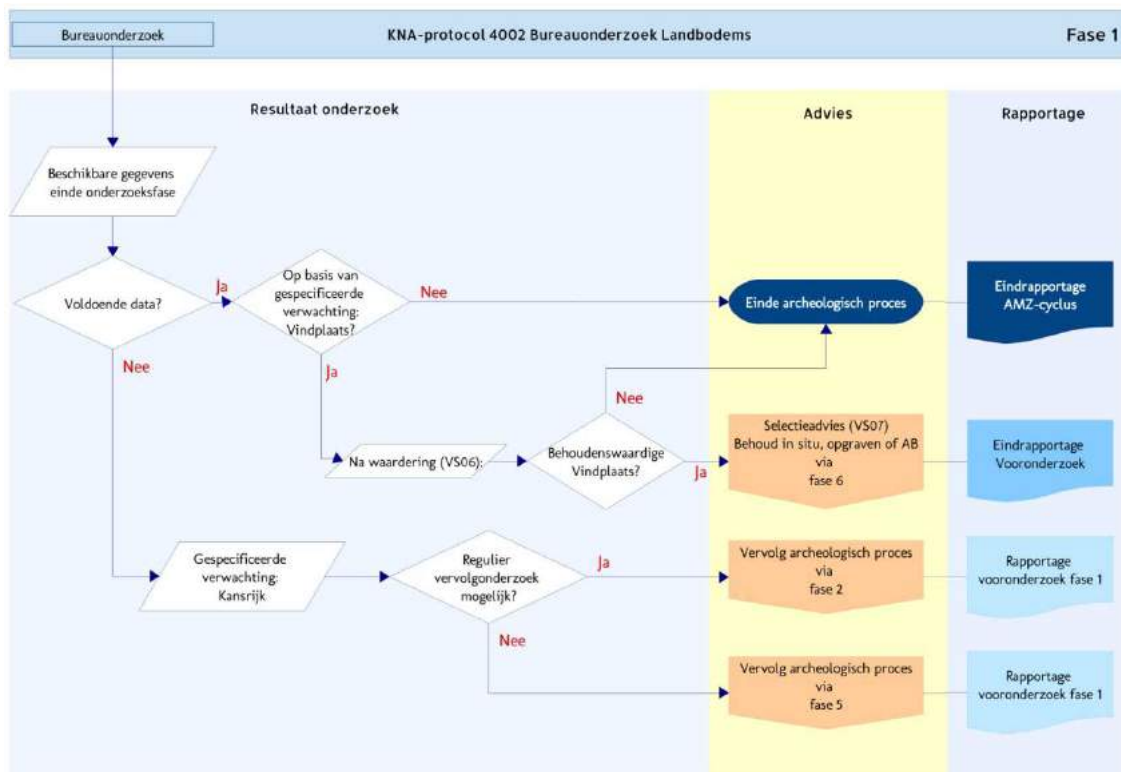 Bureauonderzoek
KNA-protocol 4002 Bureauonderzoek Landbodems
Fase 1
Resultaat onderzoek
Advies
Rapportage
Beschikbare gegevens
einde onderzoeksfase
Voldoende data?
Ja
Op basis van
gespecificeerde
verwachting:
Vindplaats?
Nee
Einde archeologisch proces
Eindrapportage
AMZ-cyclus
Nee
Ja
Na waardering (VS06):
Behoudenswaardige
Vindplaats?
Nee
Ja
Selectieadvies (VS07)
Behoud in situ, opgraven of AB
via
fase 6
Eindrapportage
Vooronderzoek
Gespecificeerde
verwachting:
Kansrijk
Regulier
vervolgonderzoek
mogelijk?
Ja
Vervolg archeologisch proces
via
fase 2
Rapportage
vooronderzoek fase 1
Nee
Vervolg archeologisch proces
via
fase 5
Rapportage
vooronderzoek fase 1